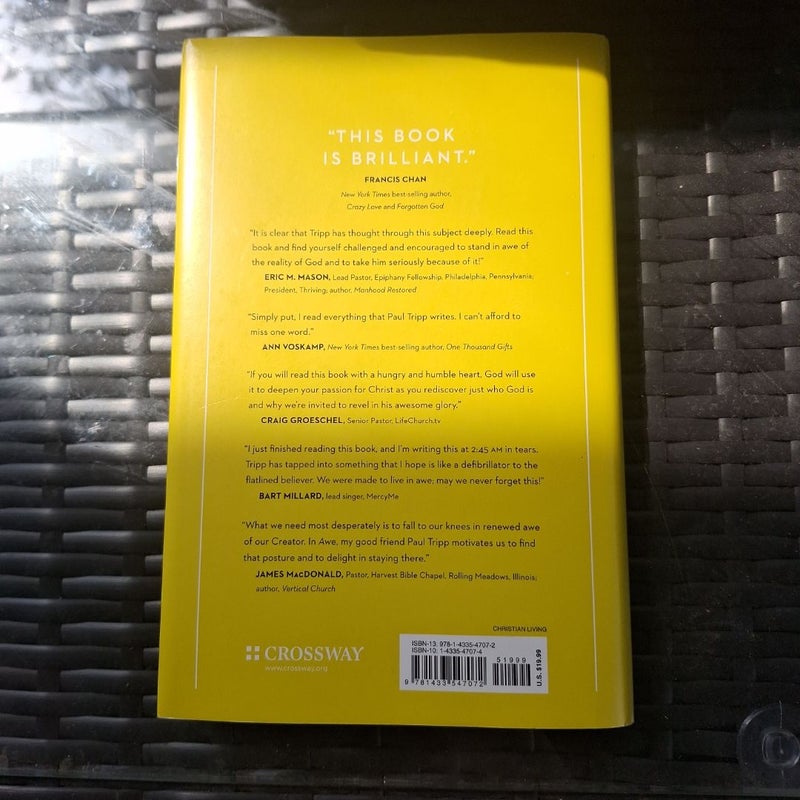 "THIS BOOK
IS BRILLIANT."
FRANCIS CHAN
New York Times best-selling author,
Crazy Love and Forgotten God
"It is clear that Tripp has thought through this subject deeply. Read this
book and find yourself challenged and encouraged to stand in awe of
the reality of God and to take him seriously because of it!"
ERIC M. MASON, Lead Pastor, Epiphany Fellowship, Philadelphia, Pennsylvania;
President, Thriving; author, Manhood Restored
"Simply put, I read everything that Paul Tripp writes. I can't afford to
miss one word."
ANN VOSKAMP, New York Times best-selling author, One Thousand Gifts
"If you will read this book with a hungry and humble heart, God will use
it to deepen your passion for Christ as you rediscover just who God is
and why we're invited to revel in his awesome glory."
CRAIG GROESCHEL, Senior Pastor, LifeChurch.tv
"I just finished reading this book, and I'm writing this at 2:45 AM in tears.
Tripp has tapped into something that I hope is like a defibrillator to the
flatlined believer. We were made to live in awe; may we never forget this!"
BART MILLARD, lead singer, MercyMe
"What we need most desperately is to fall to our knees in renewed awe
of our Creator. In Awe, my good friend Paul Tripp motivates us to find
that posture and to delight in staying there."
JAMES MacDONALD, Pastor, Harvest Bible Chapel, Rolling Meadows, Illinois;
author, Vertical Church
CHRISTIAN LIVING
CROSSWAY
www.crossway.org
ISBN-13: 978-1-4335-4707-2
ISBN-10: 1-4335-4707-4
51999
9 781433 547072
U.S. $19.99